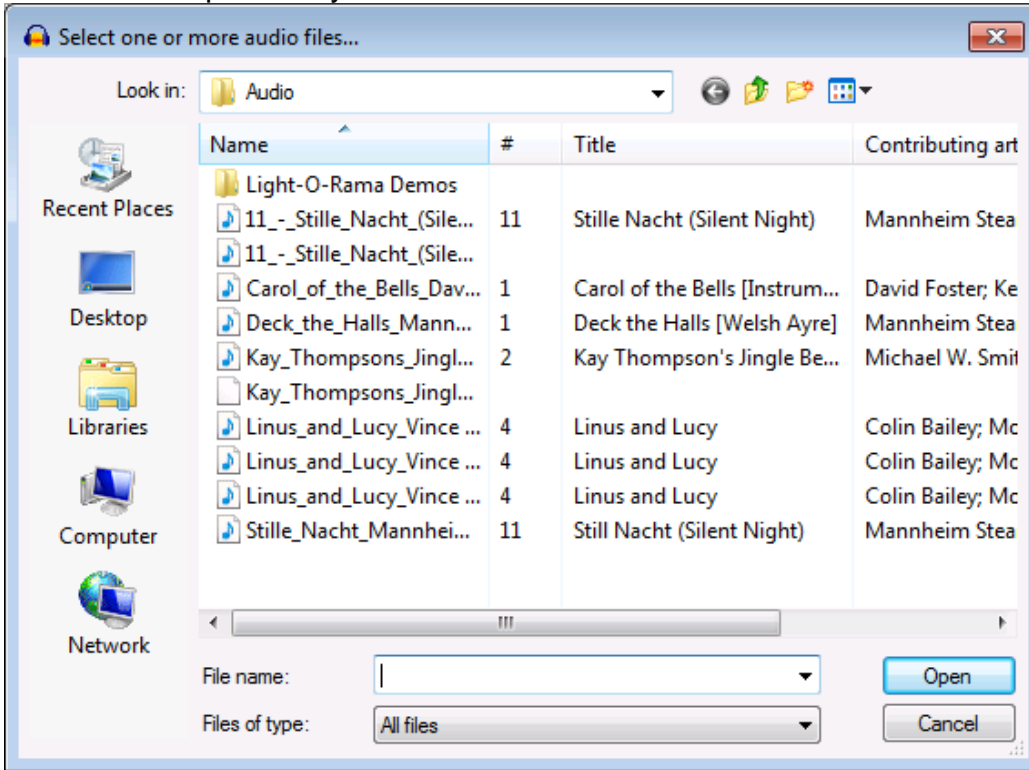 Select one or more audio files...
Look in: Audio
Name # Title Contributing art
Light-O-Rama Demos
11_-_Stille_Nacht_(Sile... 11 Stille Nacht (Silent Night) Mannheim Stea
11_-_Stille_Nacht_(Sile...
Carol_of_the_Bells_Dav... 1 Carol of the Bells [Instrum... David Foster; Ke
Deck_the_Halls_Mann... 1 Deck the Halls [Welsh Ayre] Mannheim Stea
Kay_Thompsons_Jingl... 2 Kay Thompson's Jingle Be... Michael W. Smit
Kay_Thompsons_Jingl...
Linus_and_Lucy_Vince ... 4 Linus and Lucy Colin Bailey; Mc
Linus_and_Lucy_Vince ... 4 Linus and Lucy Colin Bailey; Mc
Linus_and_Lucy_Vince ... 4 Linus and Lucy Colin Bailey; Mc
Stille_Nacht_Mannhei... 11 Still Nacht (Silent Night) Mannheim Stea
Recent Places
Desktop
Libraries
Computer
Network
File name:
Open
Files of type: All files
Cancel